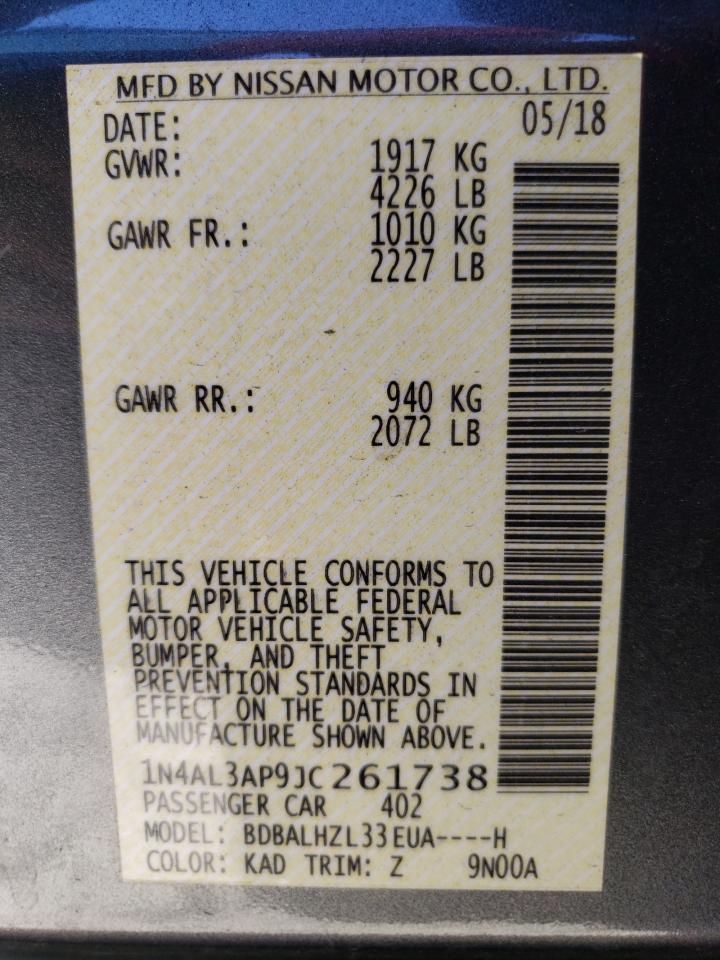 MFD BY NISSAN MOTOR CO., LTD.
DATE: 05/18
GVWR: 1917 KG
4226 LB
GAWR FR.: 1010 KG
2227 LB
GAWR RR.: 940 KG
2072 LB
THIS VEHICLE CONFORMS TO
ALL APPLICABLE FEDERAL
MOTOR VEHICLE SAFETY,
BUMPER, AND THEFT
PREVENTION STANDARDS IN
EFFECT ON THE DATE OF
MANUFACTURE SHOWN ABOVE.
1N4AL3AP9JC261738
PASSENGER CAR 402
MODEL: BDBALHZL33EUA----H
COLOR: KAD TRIM: Z 9N00A